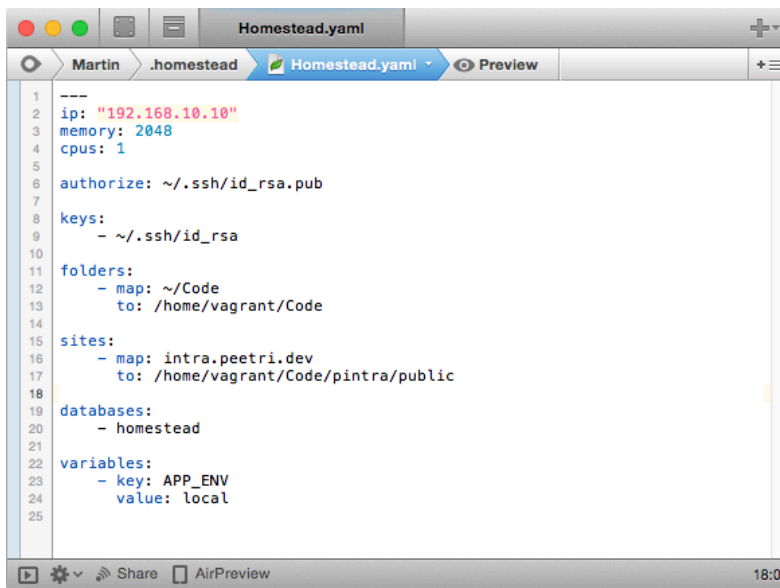 Homestead.yaml
Martin .homestead Homestead.yaml Preview
1 ---
2 ip: "192.168.10.10"
3 memory: 2048
4 cpus: 1
5
6 authorize: ~/.ssh/id_rsa.pub
7
8 keys:
9     - ~/.ssh/id_rsa
10
11 folders:
12     - map: ~/Code
13       to: /home/vagrant/Code
14
15 sites:
16     - map: intra.peetri.dev
17       to: /home/vagrant/Code/pintra/public
18
19 databases:
20     - homestead
21
22 variables:
23     - key: APP_ENV
24       value: local
25
Share AirPreview